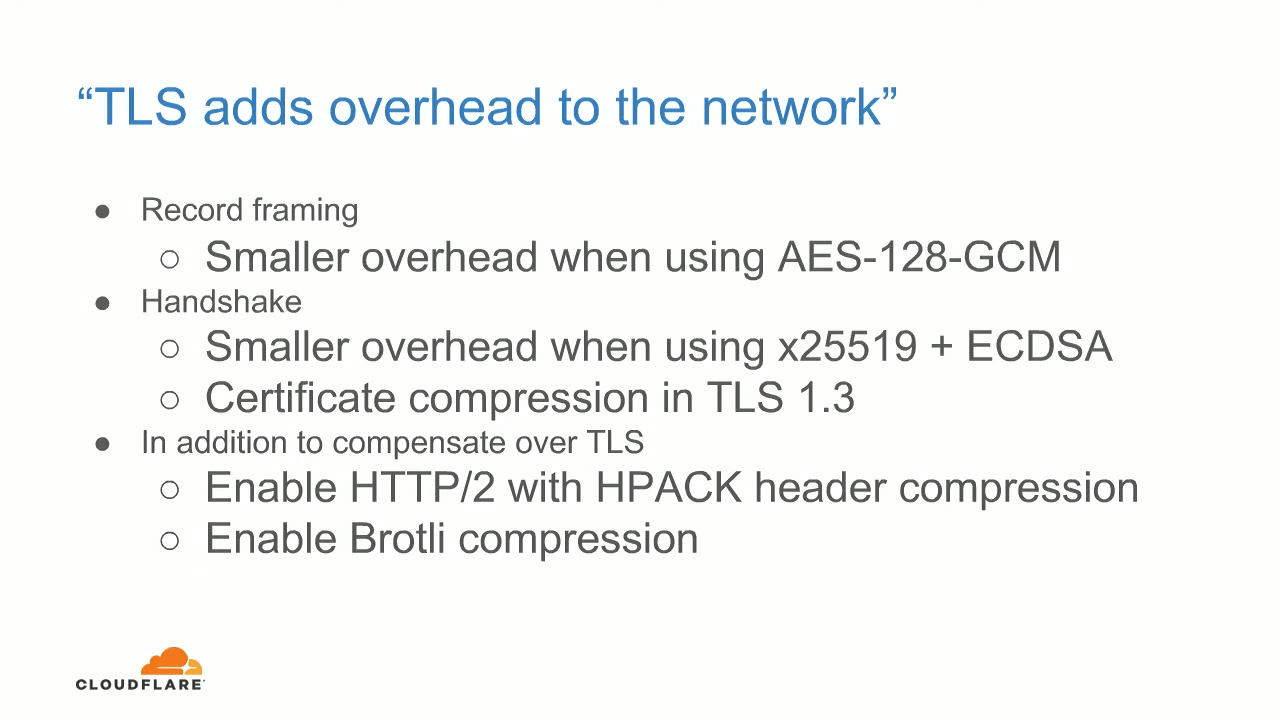 “TLS adds overhead to the network”
● Record framing
○ Smaller overhead when using AES-128-GCM
● Handshake
○ Smaller overhead when using x25519 + ECDSA
○ Certificate compression in TLS 1.3
● In addition to compensate over TLS
○ Enable HTTP/2 with HPACK header compression
○ Enable Brotli compression
CLOUDFLARE